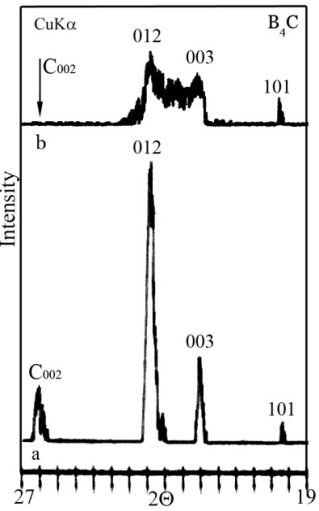 CuKα
012
B₄C
C₀₀₂
003
101
b
012
Intensity
003
C₀₀₂
101
a
27
2Θ
19